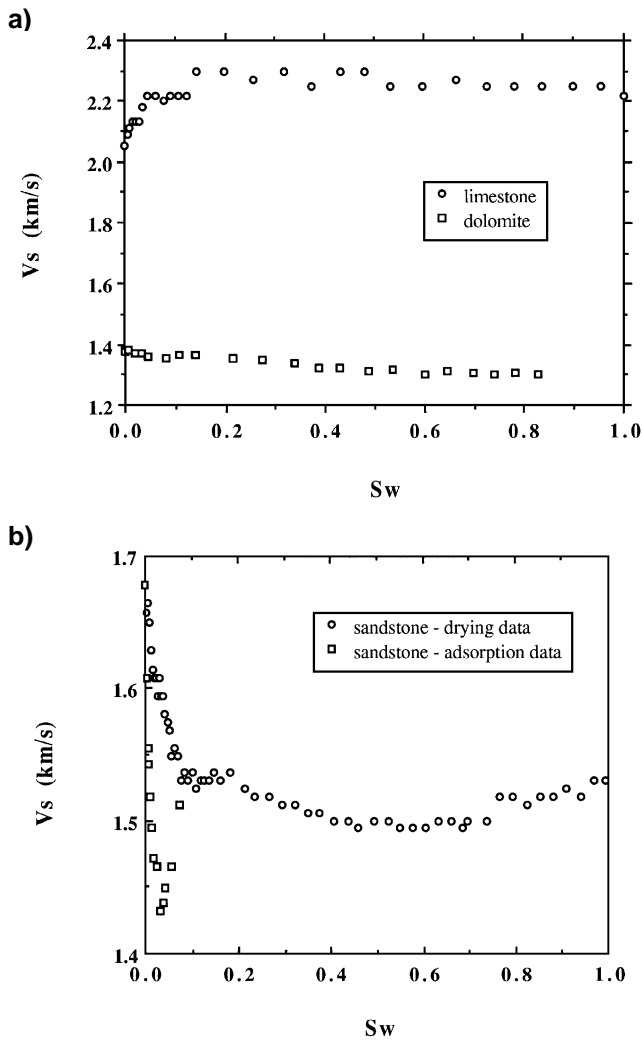 a)
2.4
2.2
2.0
1.8
1.6
1.4
1.2
Vs (km/s)
limestone
dolomite
0.0 0.2 0.4 0.6 0.8 1.0
Sw
b)
1.7
1.6
1.5
1.4
Vs (km/s)
sandstone - drying data
sandstone - adsorption data
0.0 0.2 0.4 0.6 0.8 1.0
Sw